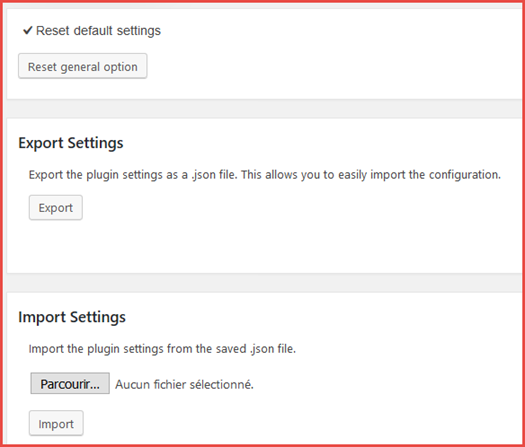 ✔ Reset default settings
Reset general option
Export Settings
Export the plugin settings as a .json file. This allows you to easily import the configuration.
Export
Import Settings
Import the plugin settings from the saved .json file.
Parcourir... Aucun fichier sélectionné.
Import